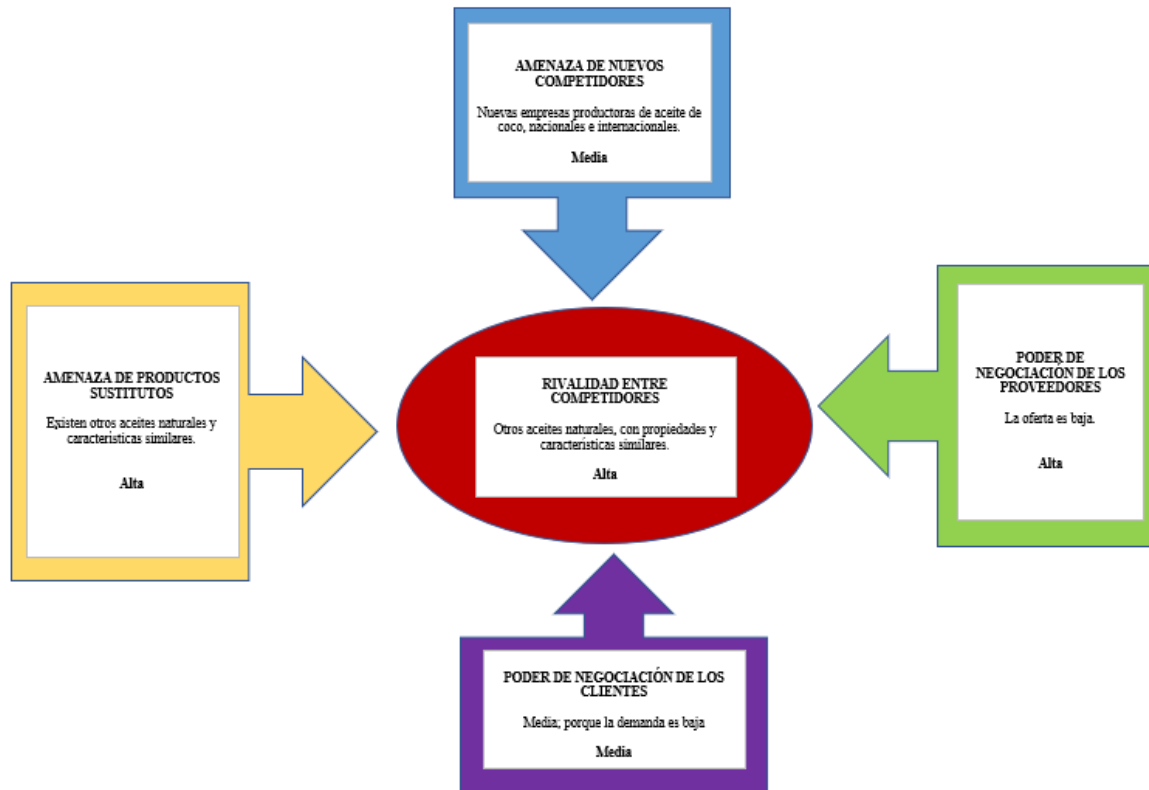 AMENAZA DE NUEVOS
COMPETIDORES
Nuevas empresas productoras de aceite de
coco, nacionales e internacionales.
Media
AMENAZA DE PRODUCTOS
SUSTITUTOS
Existen otros aceites naturales y
características similares.
Alta
RIVALIDAD ENTRE
COMPETIDORES
Otros aceites naturales, con propiedades y
características similares.
Alta
PODER DE
NEGOCIACIÓN DE LOS
PROVEEDORES
La oferta es baja.
Alta
PODER DE NEGOCIACIÓN DE LOS
CLIENTES
Media; porque la demanda es baja
Media